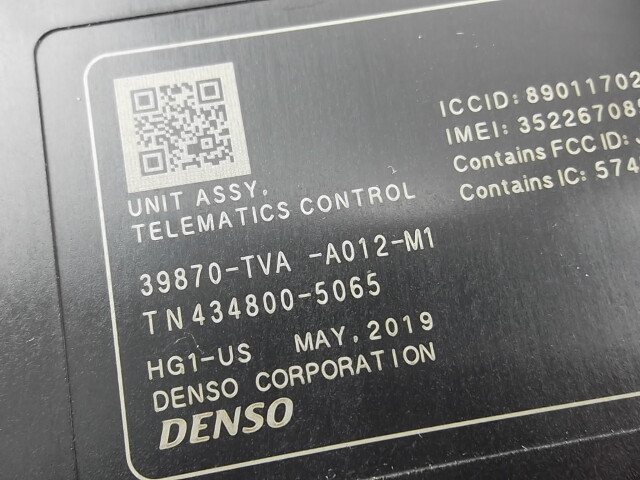 UNIT ASSY,
TELEMATICS CONTROL
39870-TVA -A012-M1
TN434800-5065
HG1-US MAY, 2019
DENSO CORPORATION
DENSO
ICCID: 89011702
IMEI: 35226708
Contains FCC ID:
Contains IC: 574